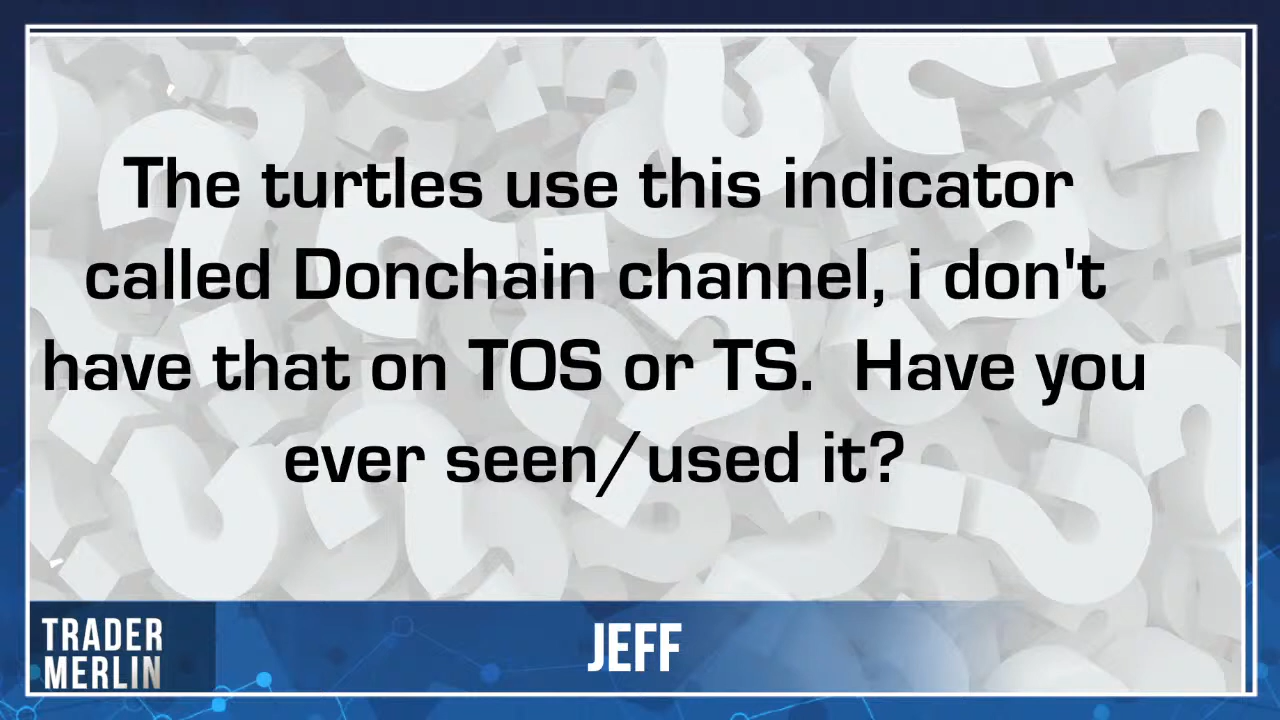 The turtles use this indicator
called Donchain channel, i don't
have that on TOS or TS.  Have you
ever seen/used it?
TRADER
MERLIN
JEFF